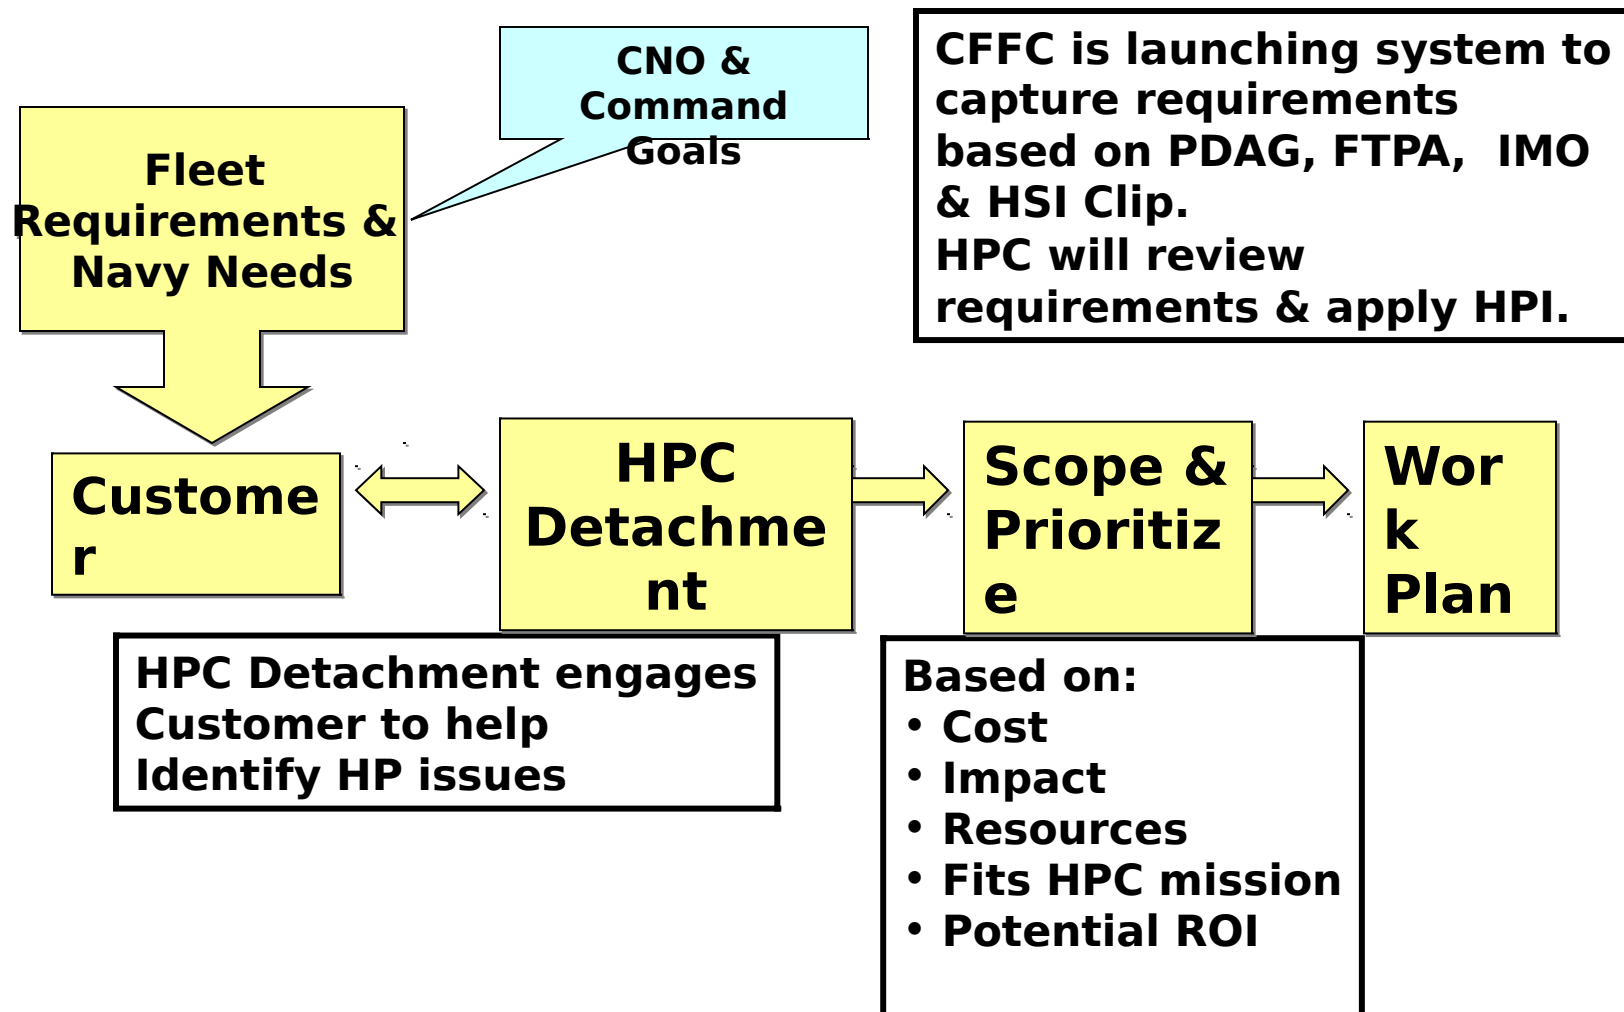 CNO &
Command
Goals
CFFC is launching system to
capture requirements
based on PDAG, FTPA,  IMO
& HSI Clip.
HPC will review
requirements & apply HPI.
Fleet
Requirements &
Navy Needs
Custome
r
HPC
Detachme
nt
Scope &
Prioritiz
e
Wor
k
Plan
HPC Detachment engages
Customer to help
Identify HP issues
Based on:
• Cost
• Impact
• Resources
• Fits HPC mission
• Potential ROI